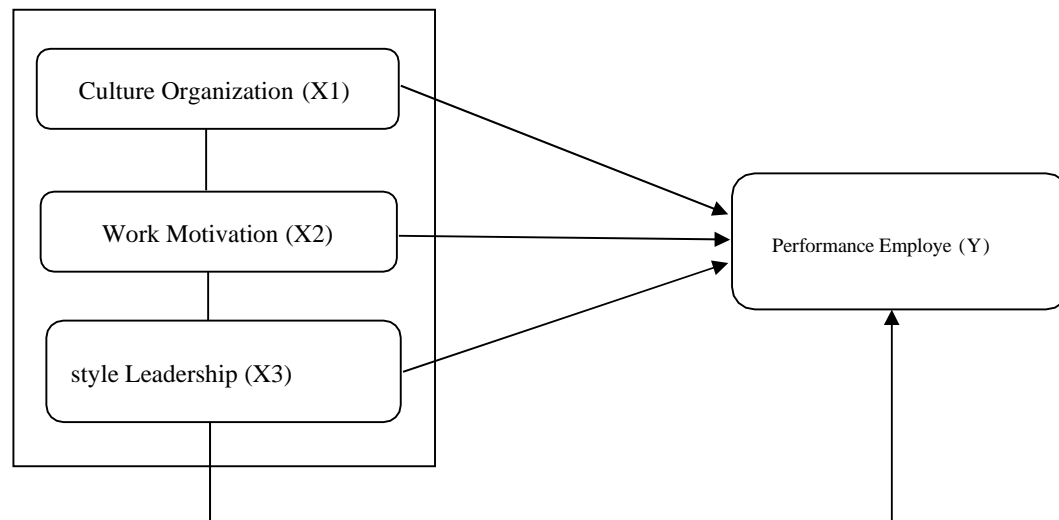 Culture Organization (X1)
Work Motivation (X2)
Performance Employe (Y)
style Leadership (X3)